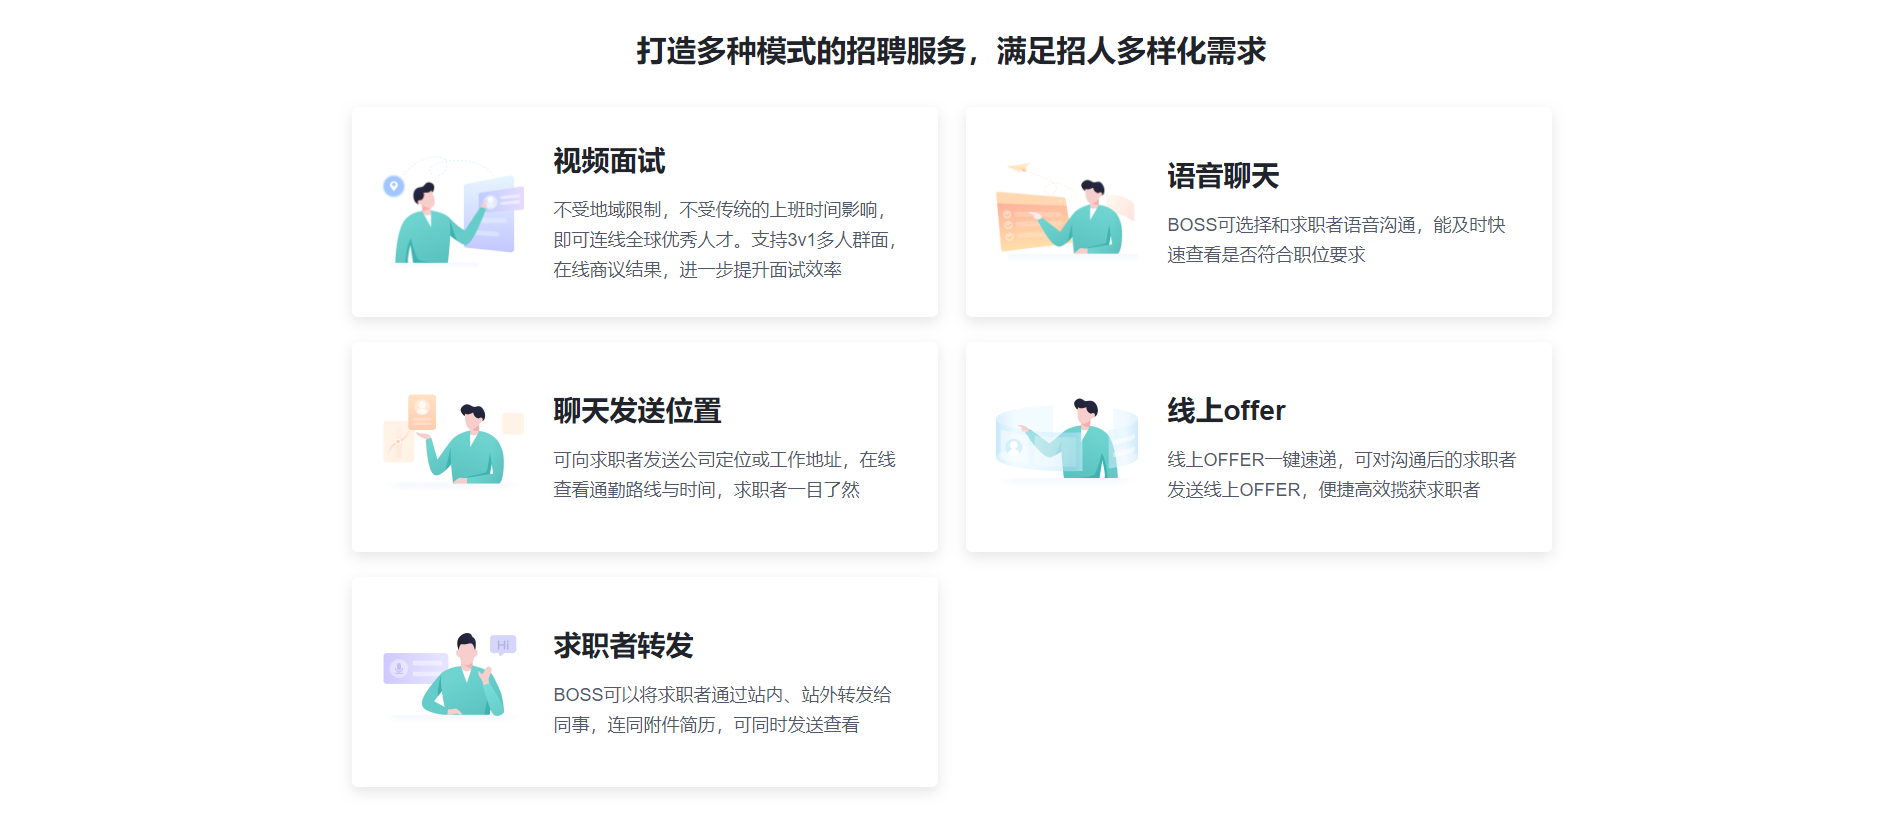 打造多种模式的招聘服务，满足招人多样化需求
视频面试
不受地域限制，不受传统的上班时间影响，
即可连线全球优秀人才。支持3v1多人群面，
在线商议结果，进一步提升面试效率
语音聊天
BOSS可选择和求职者语音沟通，能及时快
速查看是否符合职位要求
聊天发送位置
可向求职者发送公司定位或工作地址，在线
查看通勤路线与时间，求职者一目了然
线上offer
线上OFFER一键速递，可对沟通后的求职者
发送线上OFFER，便捷高效揽获求职者
Hi
求职者转发
BOSS可以将求职者通过站内、站外转发给
同事，连同附件简历，可同时发送查看